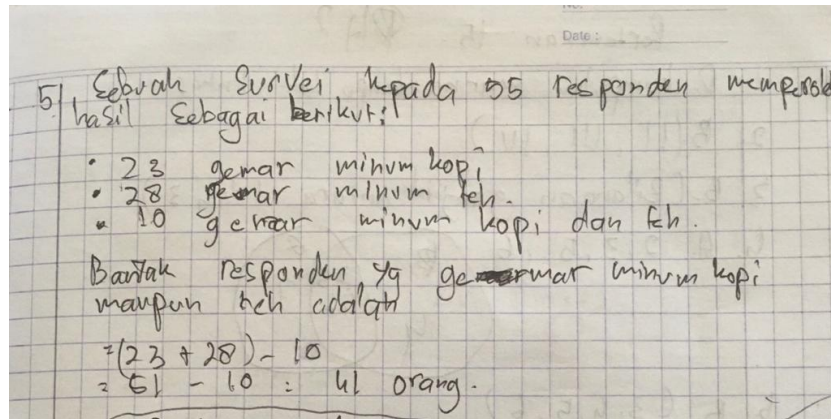 Date :
5) Sebuah Survei kepada 55 responden memperole
hasil Sebagai berikut:
• 23 gemar minum kopi
• 28 gemar minum teh.
• 10 gemar minum kopi dan teh.
Banyak responden yg gemar minum kopi
maupun teh adalah
= (23 + 28) - 10
= 51 - 10 = 41 orang.